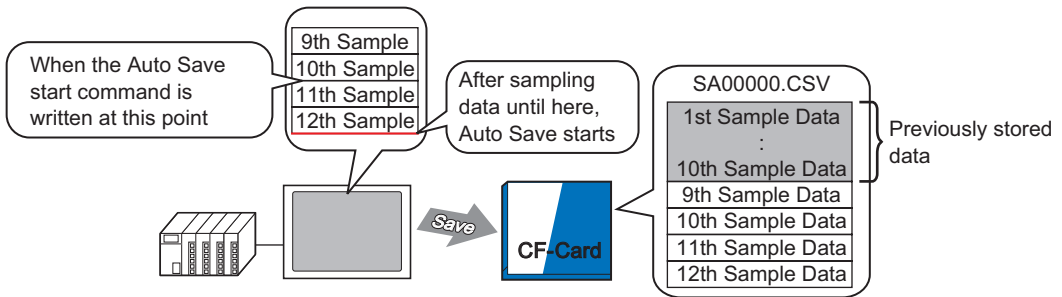 When the Auto Save
start command is
written at this point
9th Sample
10th Sample
11th Sample
12th Sample
After sampling
data until here,
Auto Save starts
SA00000.CSV
1st Sample Data
:
10th Sample Data
9th Sample Data
10th Sample Data
11th Sample Data
12th Sample Data
Previously stored
data
Save
CF-Card